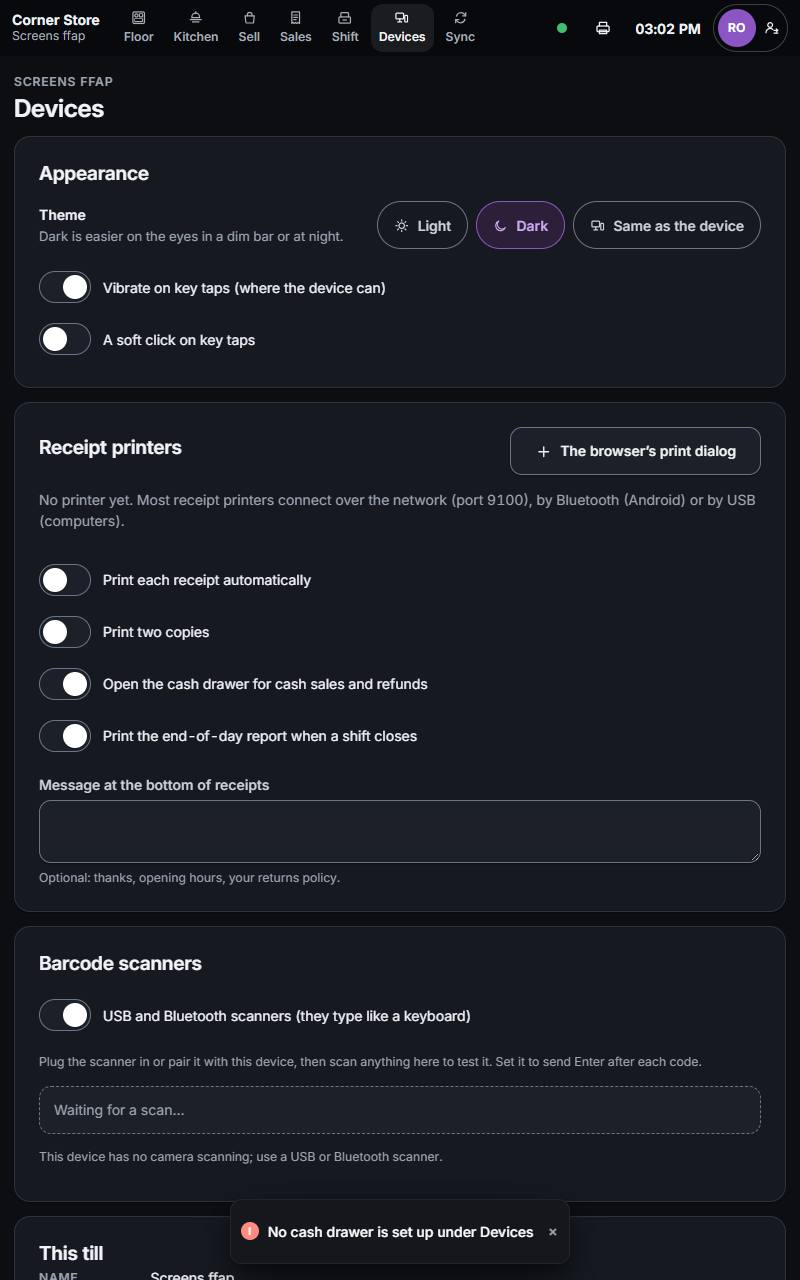 Corner Store
Screens ffap
Floor
Kitchen
Sell
Sales
Shift
Devices
Sync
03:02 PM
RO
SCREENS FFAP
Devices
Appearance
Theme
Dark is easier on the eyes in a dim bar or at night.
Light
Dark
Same as the device
Vibrate on key taps (where the device can)
A soft click on key taps
Receipt printers
The browser’s print dialog
No printer yet. Most receipt printers connect over the network (port 9100), by Bluetooth (Android) or by USB
(computers).
Print each receipt automatically
Print two copies
Open the cash drawer for cash sales and refunds
Print the end-of-day report when a shift closes
Message at the bottom of receipts
Optional: thanks, opening hours, your returns policy.
Barcode scanners
USB and Bluetooth scanners (they type like a keyboard)
Plug the scanner in or pair it with this device, then scan anything here to test it. Set it to send Enter after each code.
Waiting for a scan…
This device has no camera scanning; use a USB or Bluetooth scanner.
No cash drawer is set up under Devices
This till
NAME
Screens ffap